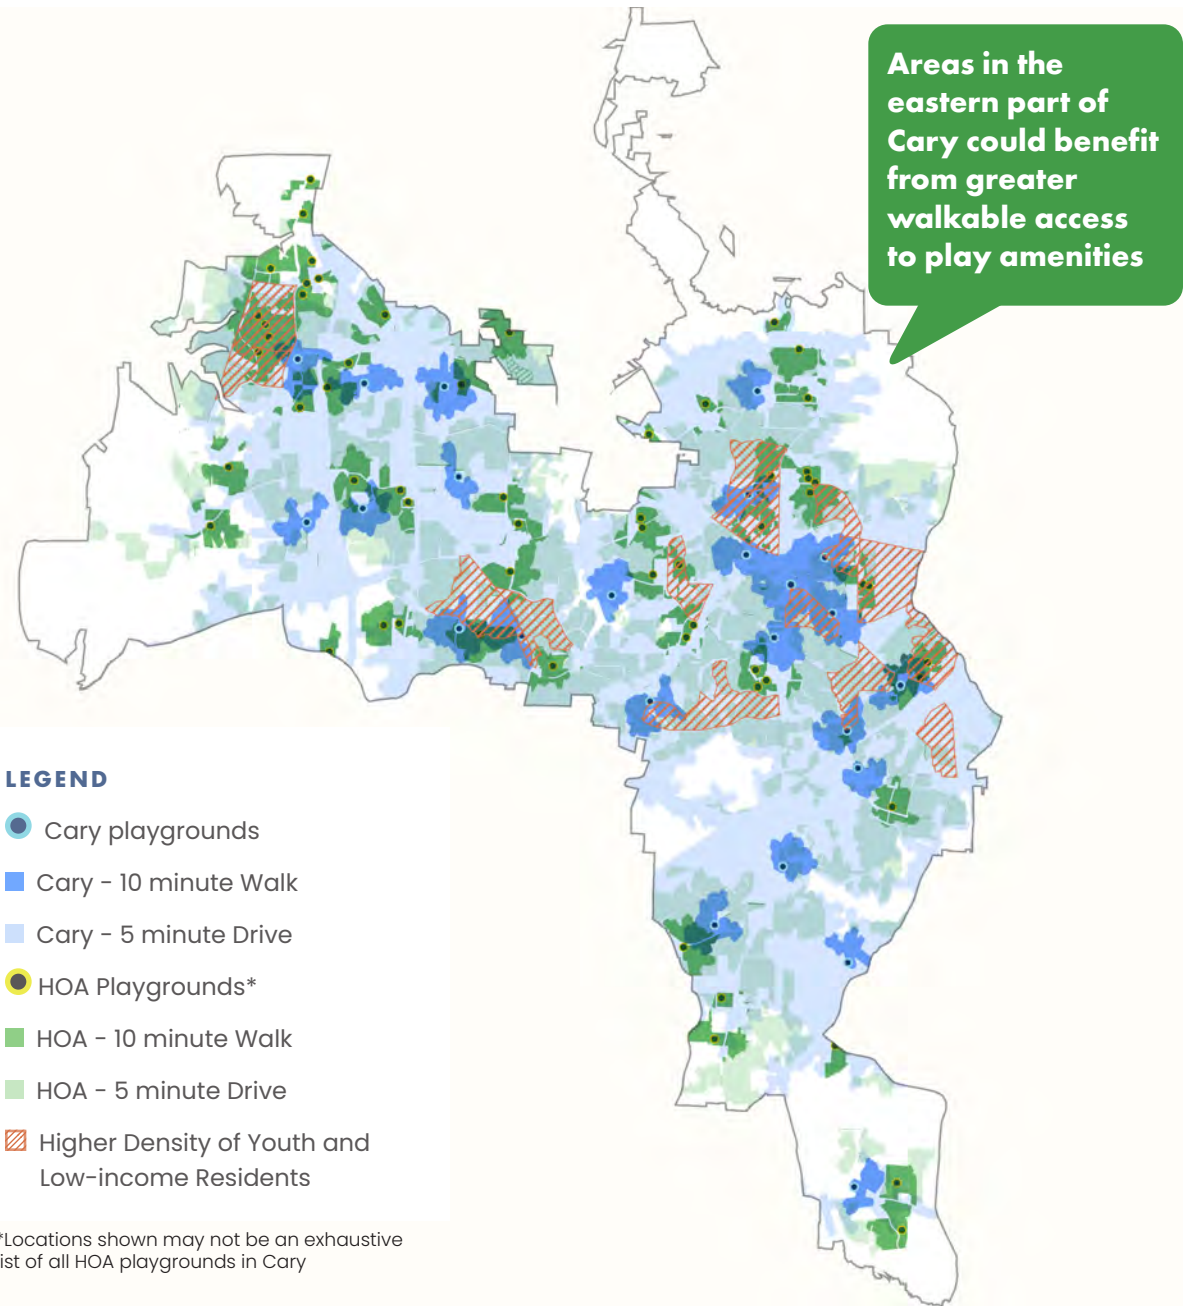 Areas in the
eastern part of
Cary could benefit
from greater
walkable access
to play amenities
LEGEND
Cary playgrounds
Cary - 10 minute Walk
Cary - 5 minute Drive
HOA Playgrounds*
HOA - 10 minute Walk
HOA - 5 minute Drive
Higher Density of Youth and
Low-income Residents
*Locations shown may not be an exhaustive
ist of all HOA playgrounds in Cary